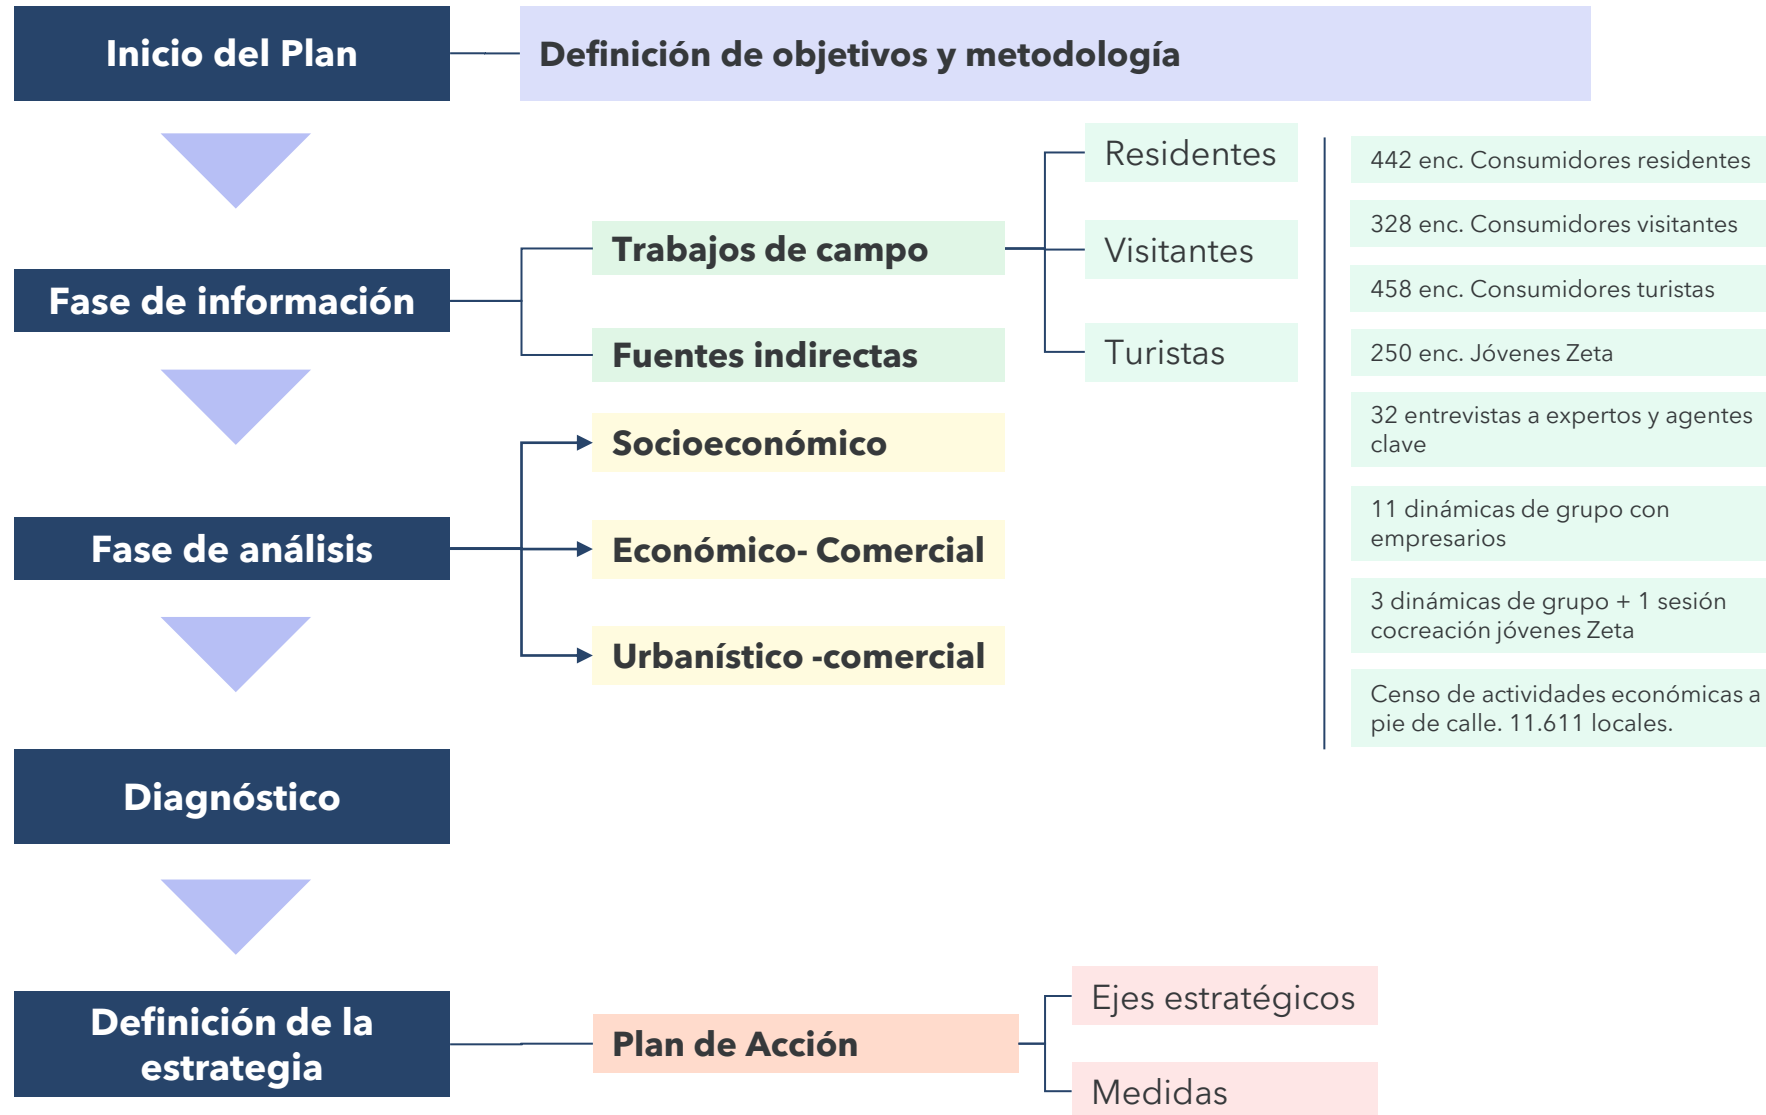 Inicio del Plan
Definición de objetivos y metodología
Fase de información
Trabajos de campo
Fuentes indirectas
Residentes
Visitantes
Turistas
442 enc. Consumidores residentes
328 enc. Consumidores visitantes
458 enc. Consumidores turistas
250 enc. Jóvenes Zeta
32 entrevistas a expertos y agentes
clave
11 dinámicas de grupo con
empresarios
3 dinámicas de grupo + 1 sesión
cocreación jóvenes Zeta
Censo de actividades económicas a
pie de calle. 11.611 locales.
Fase de análisis
Socioeconómico
Económico- Comercial
Urbanístico -comercial
Diagnóstico
Definición de la
estrategia
Plan de Acción
Ejes estratégicos
Medidas